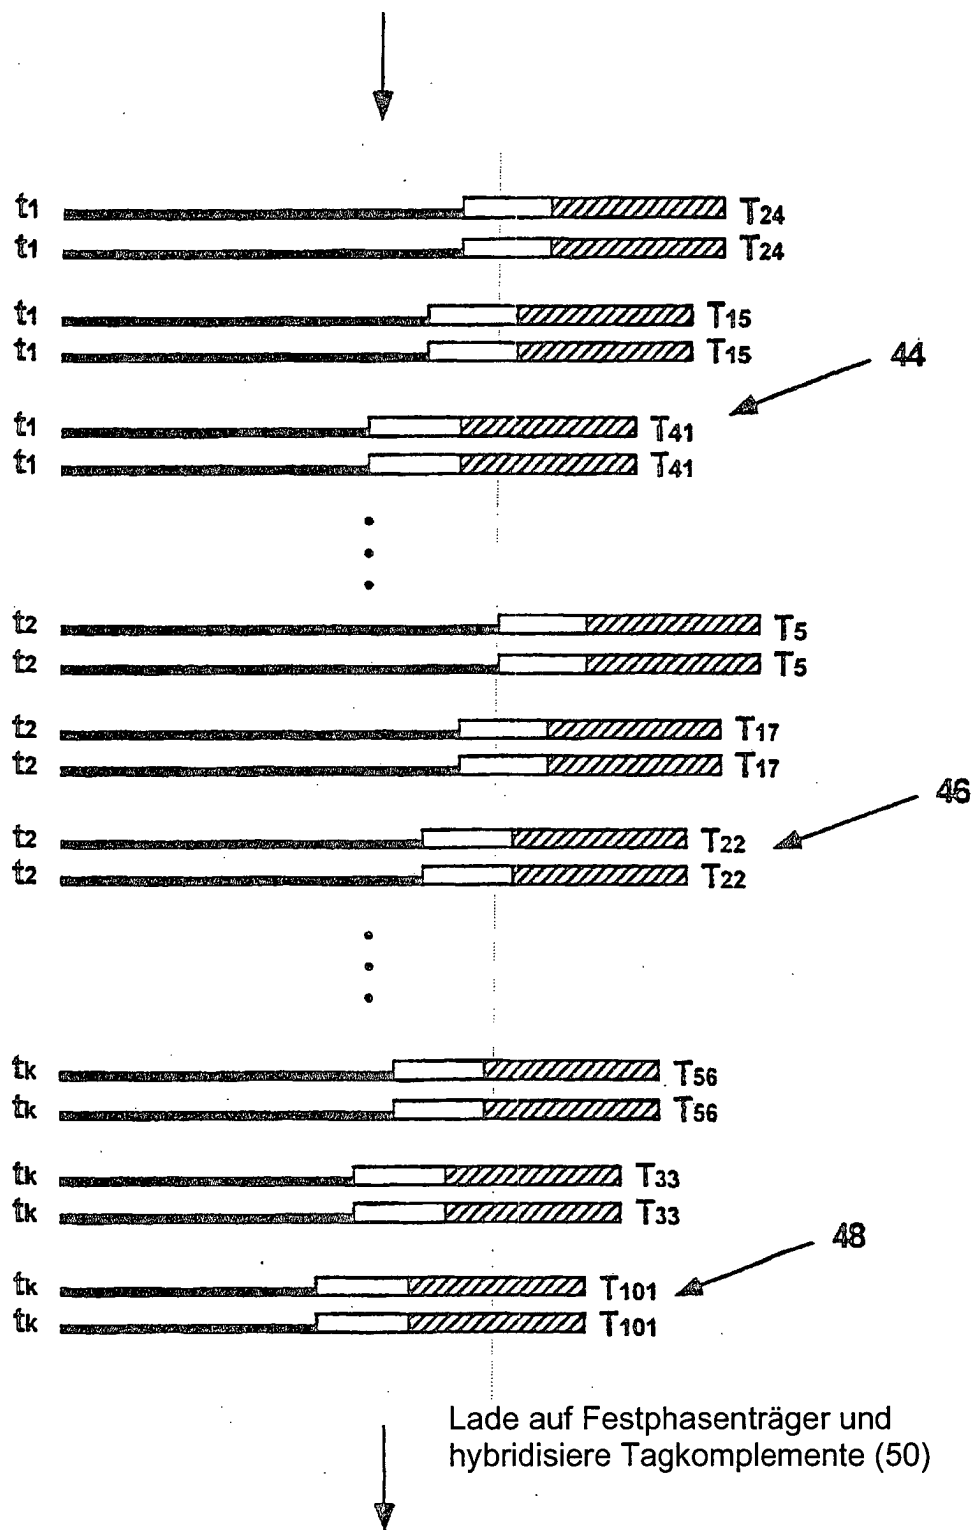 t1 T24
t1 T24
t1 T15
t1 T15
44
t1 T41
t1 T41
t2 T5
t2 T5
t2 T17
t2 T17
46
t2 T22
t2 T22
tk T56
tk T56
tk T33
tk T33
48
tk T101
tk T101
Lade auf Festphasenträger und
hybridisiere Tagkomplemente (50)